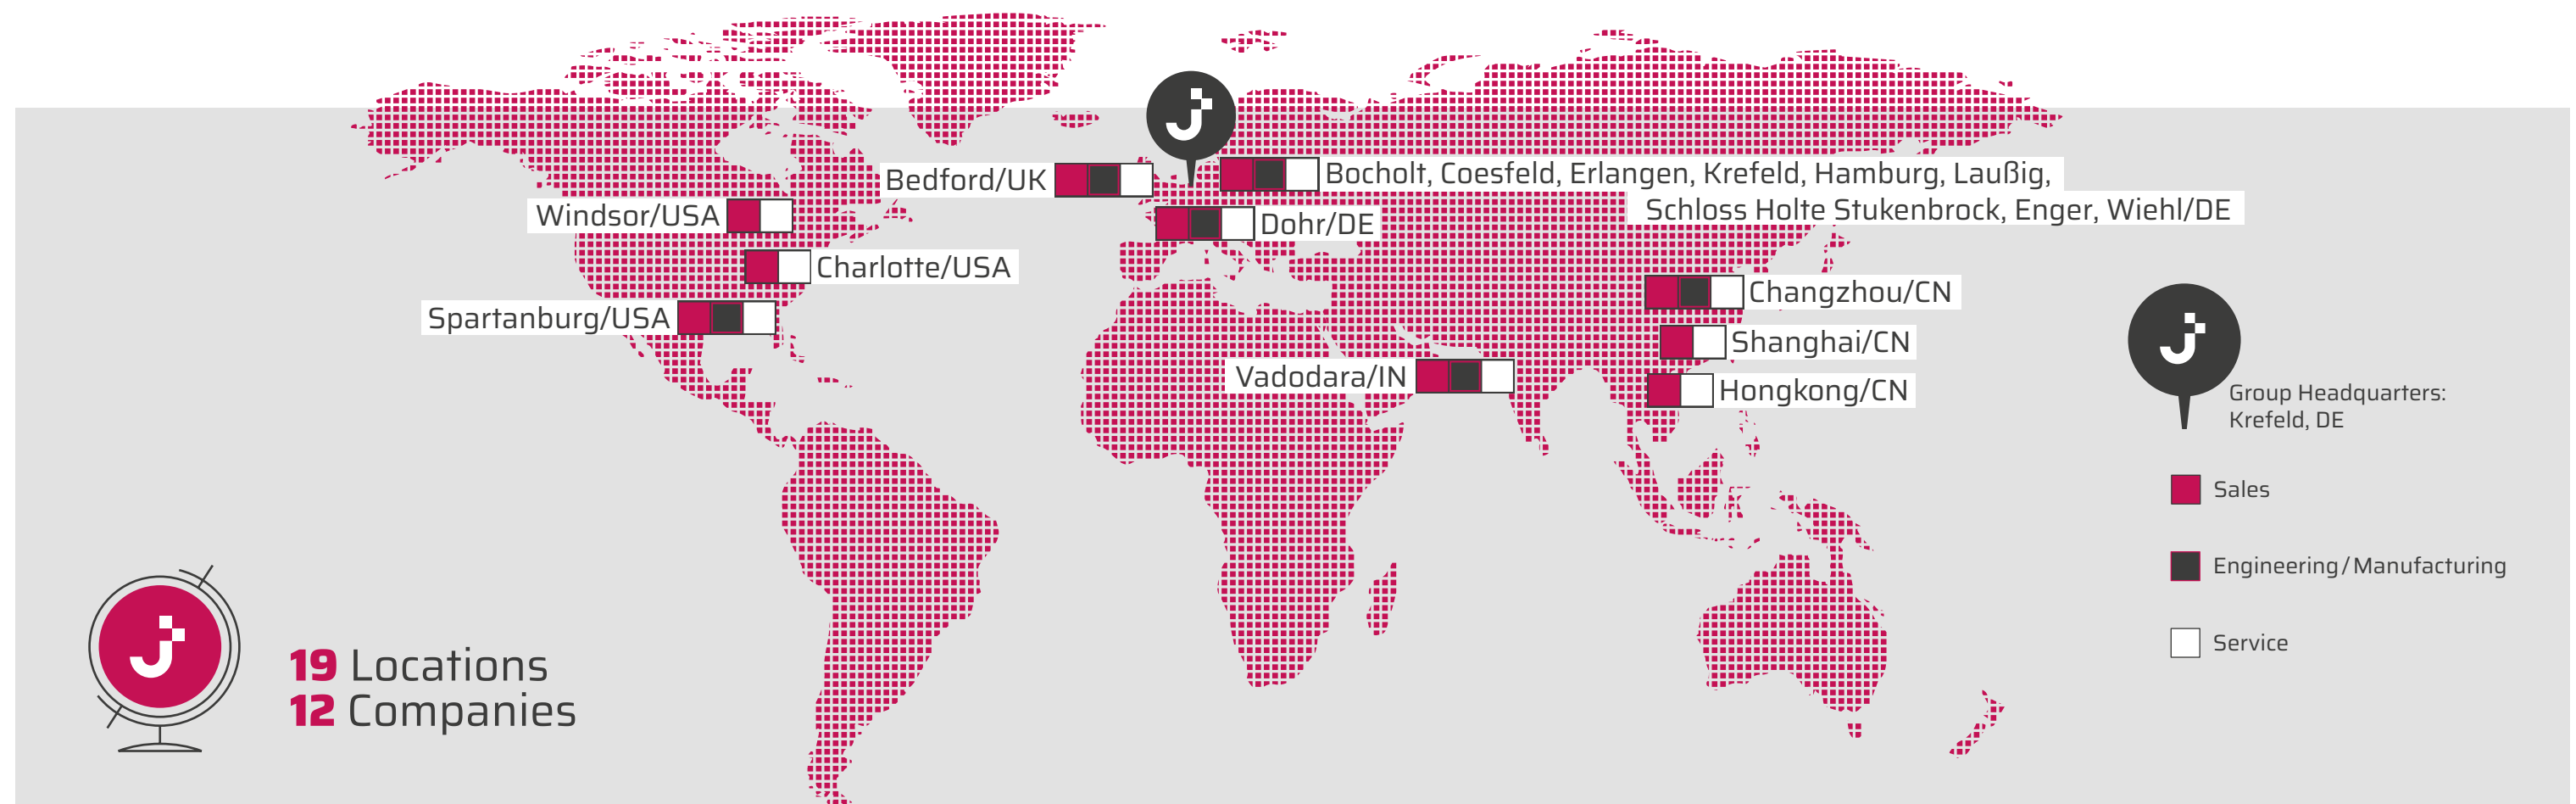 Bedford/UK
Bocholt, Coesfeld, Erlangen, Krefeld, Hamburg, Laußig,
Schloss Holte Stukenbrock, Enger, Wiehl/DE
Windsor/USA
Dohr/DE
Charlotte/USA
Changzhou/CN
Spartanburg/USA
Shanghai/CN
Vadodara/IN
Hongkong/CN
Group Headquarters:
Krefeld, DE
Sales
Engineering/Manufacturing
Service
19 Locations
12 Companies